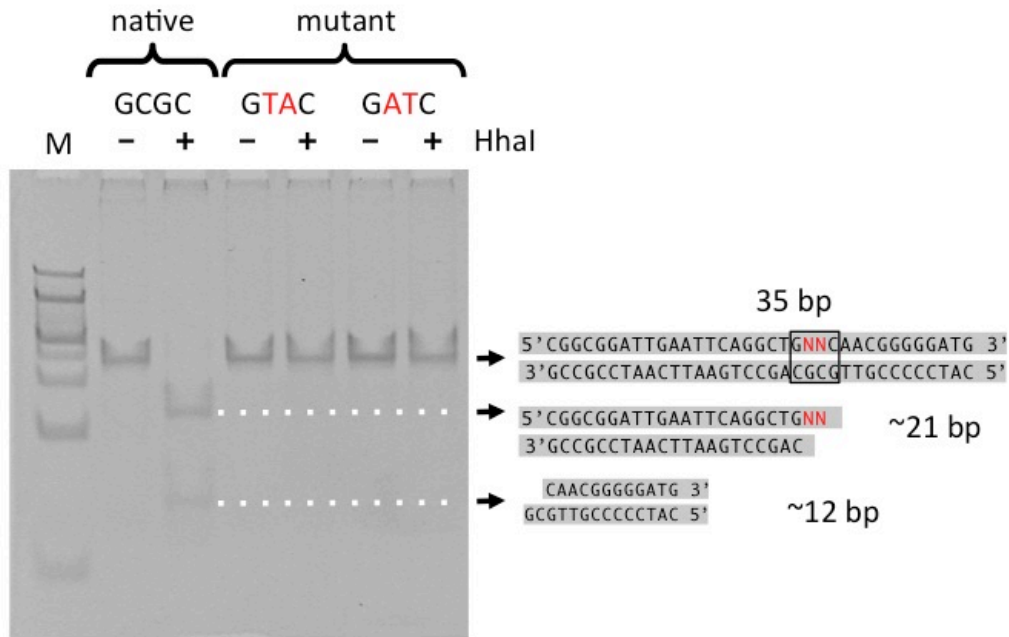 native mutant
GCGC GTAC GATC
M – + – + – + HhaI
35 bp
5’CGGCGGATTGAATTCAGGCTGNNCAACGGGGGATG 3’
3’GCCGCCTAACTTAAGTCCGACGCGTTGCCCCCTAC 5’
5’CGGCGGATTGAATTCAGGCTGNN
3’GCCGCCTAACTTAAGTCCGAC
~21 bp
CAACGGGGGATG 3’
GCGTTGCCCCCTAC 5’
~12 bp